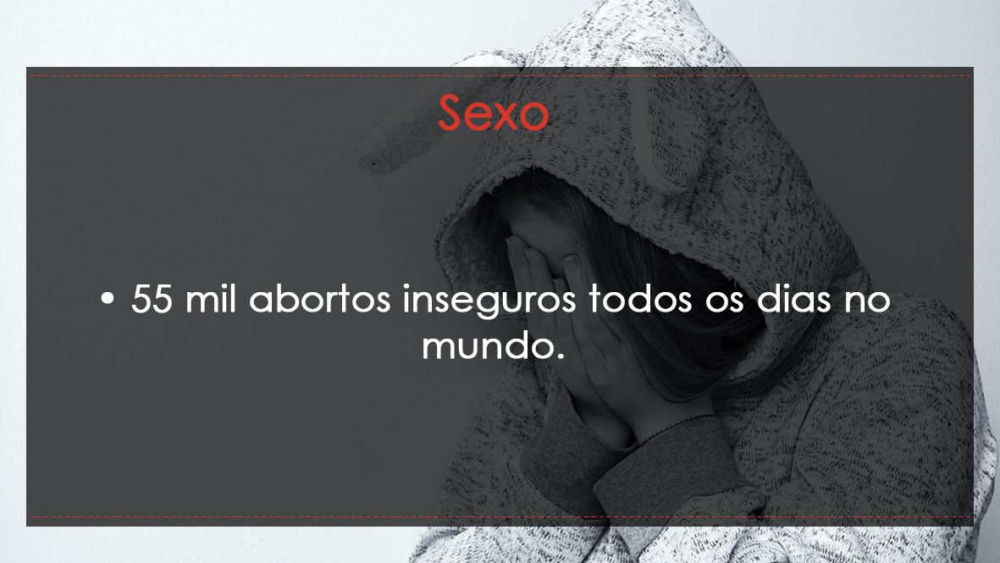 Sexo
• 55 mil abortos inseguros todos os dias no
mundo.